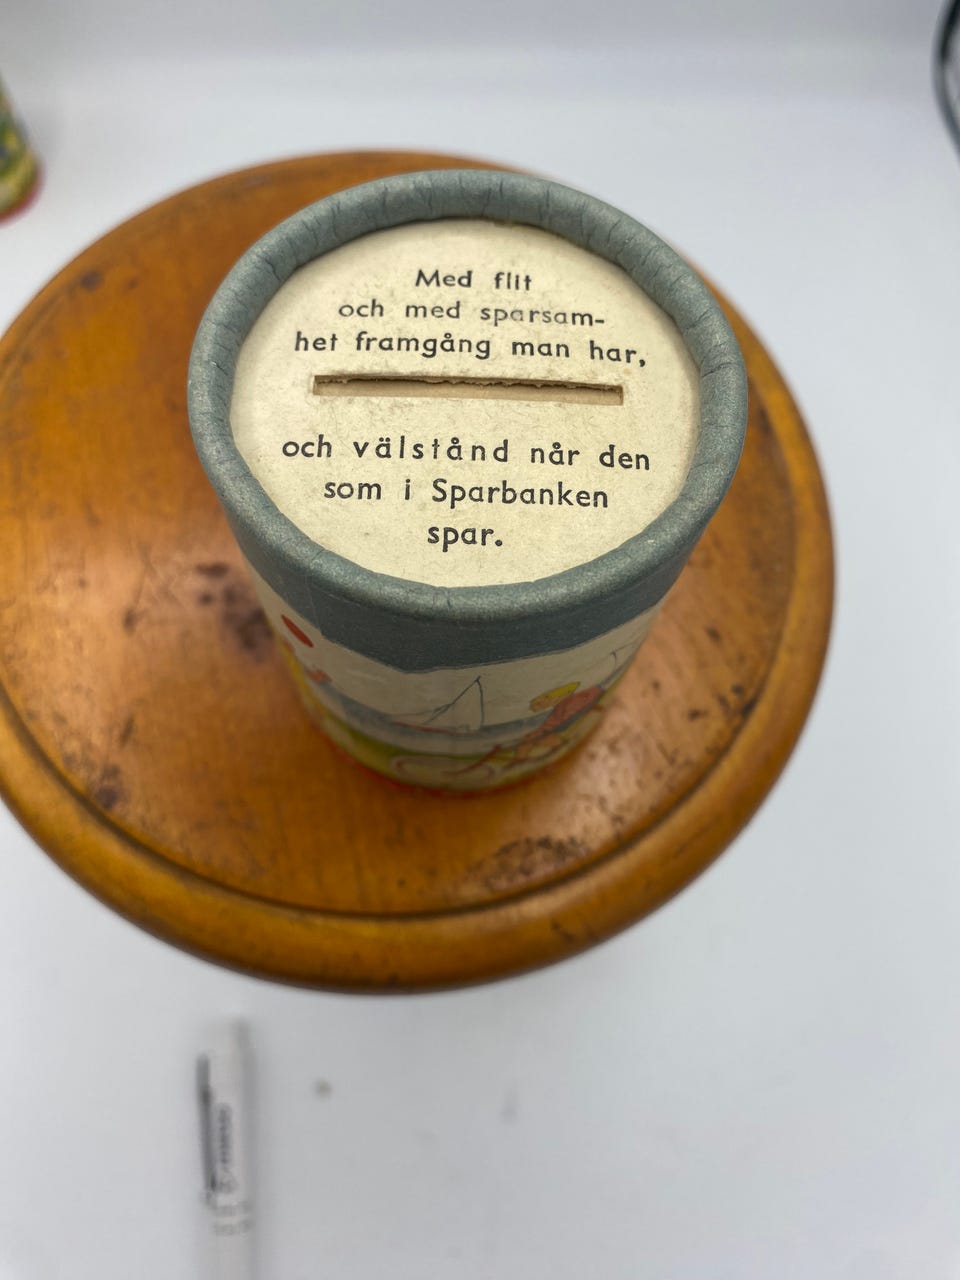 Med flit
och med sparsam-
het framgång man har,
och välstånd når den
som i Sparbanken
spar.